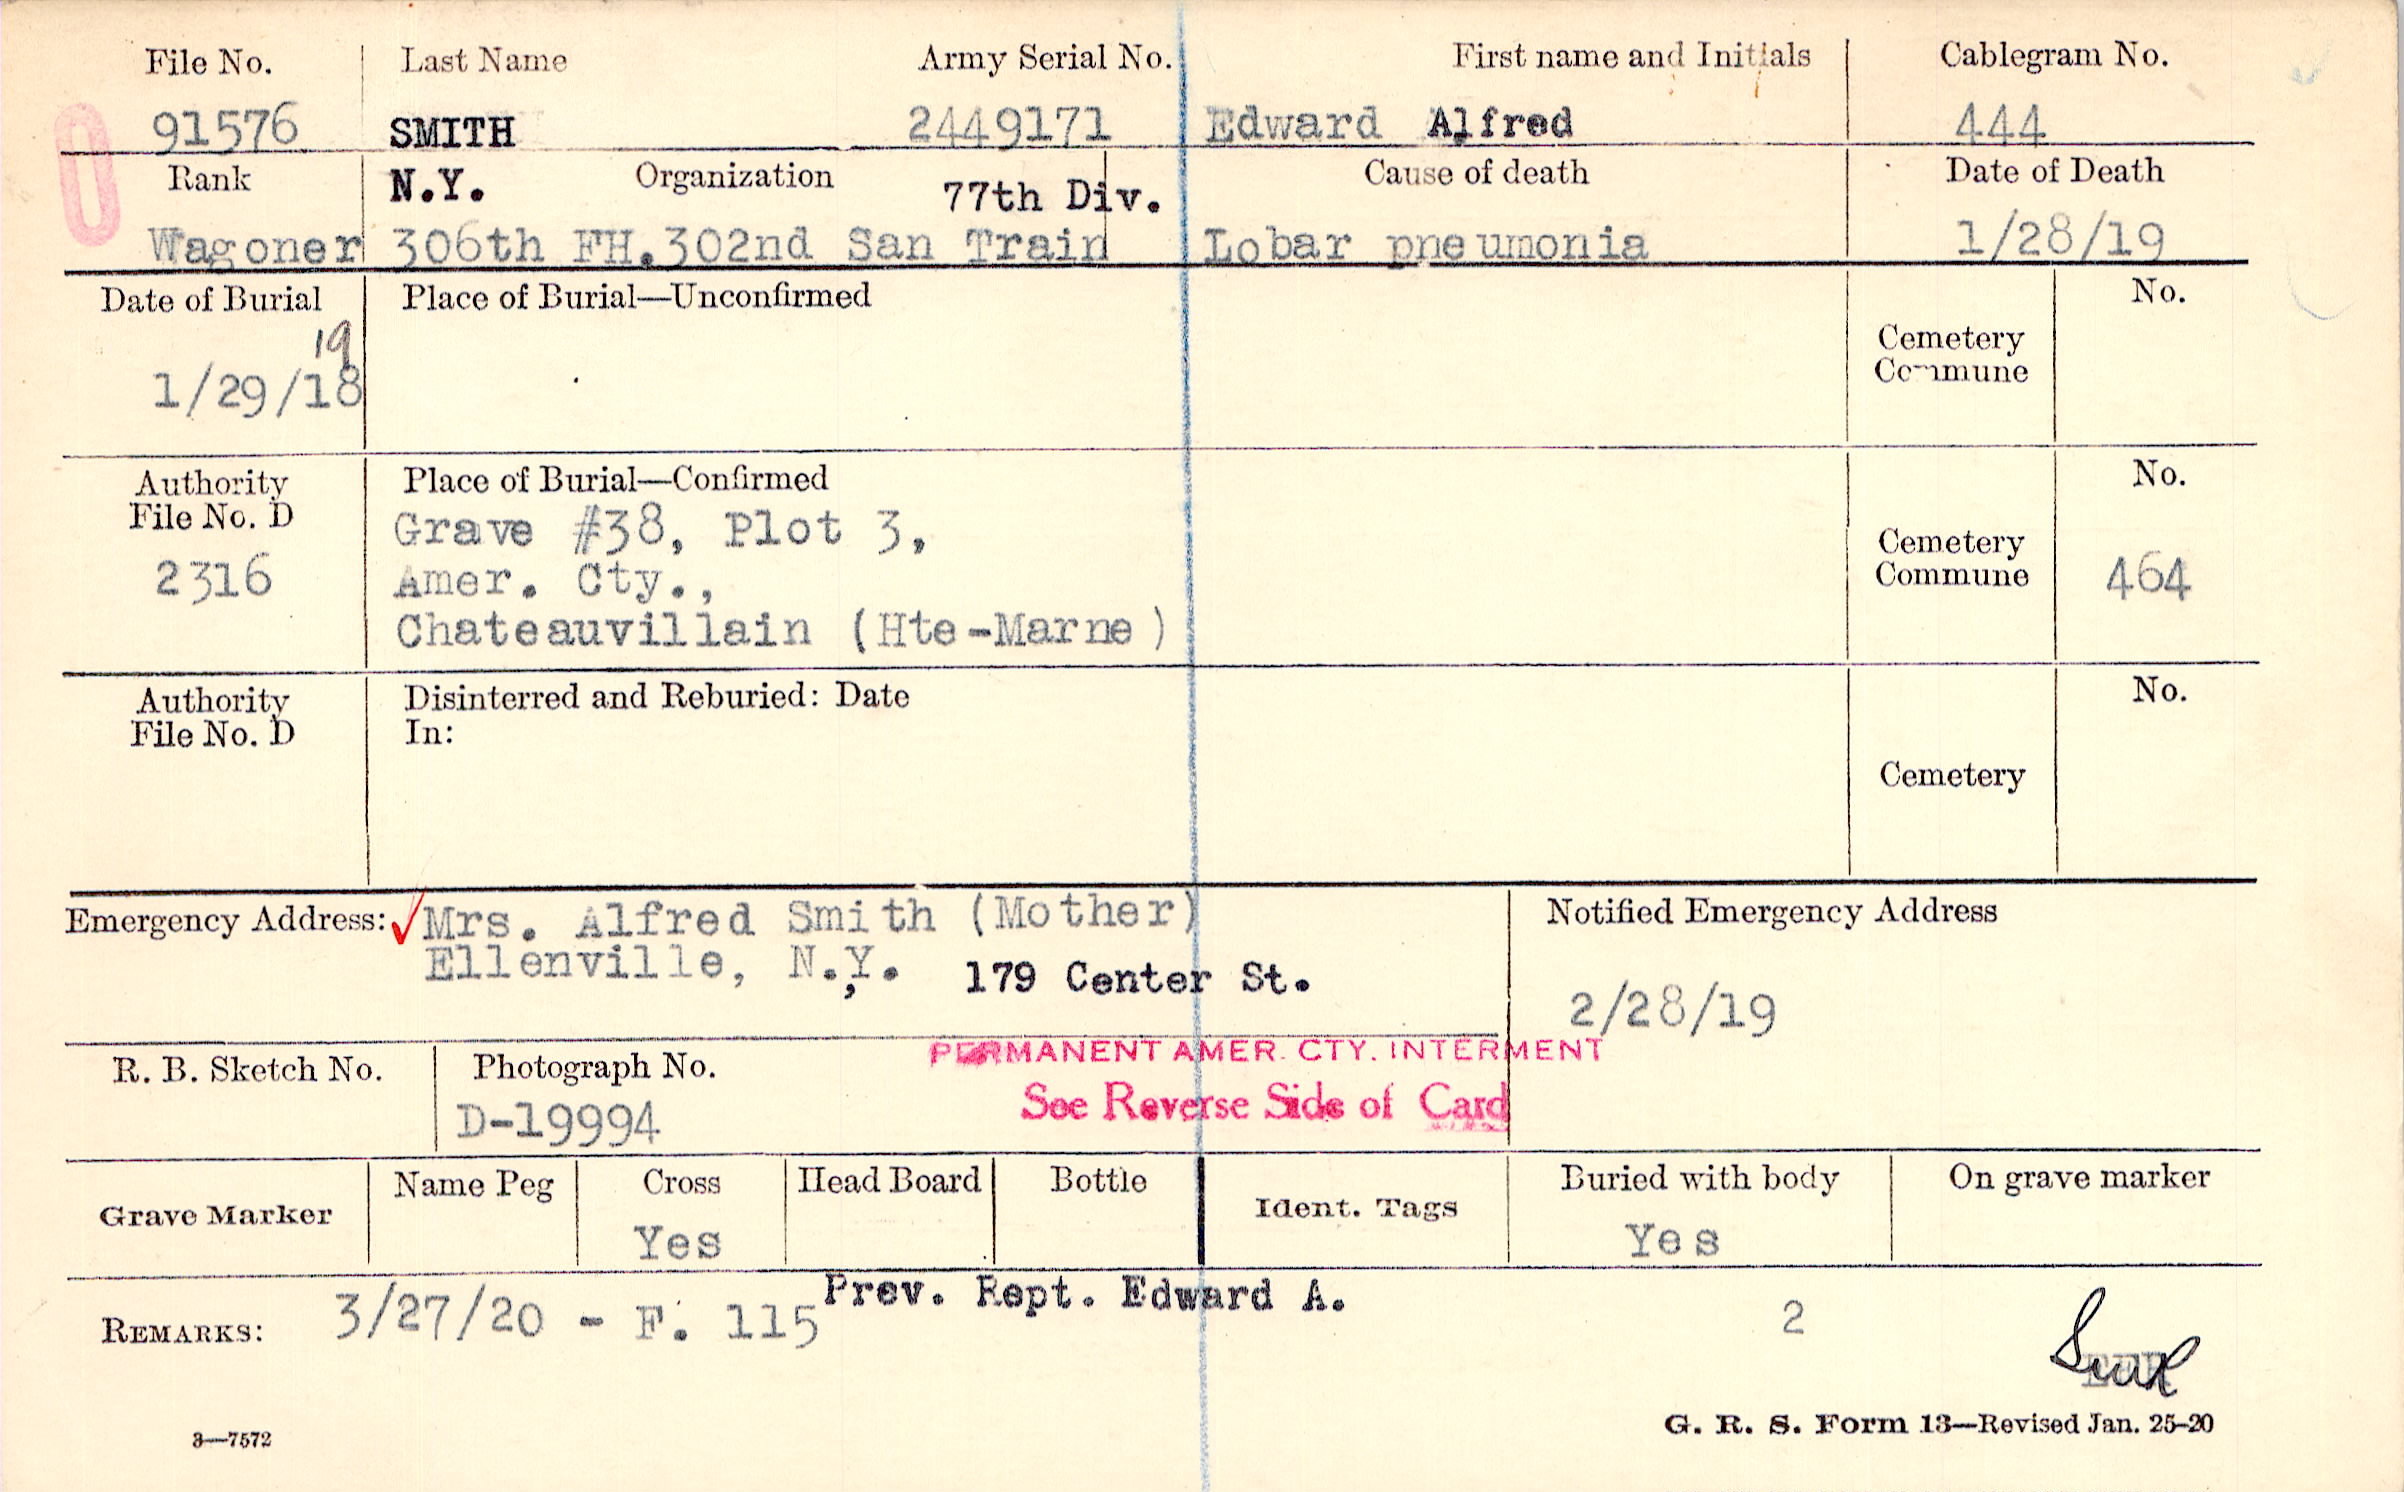 File No. Last Name Army Serial No. First name and Initials Cablegram No.
91576 SMITH 2449171 Edward Alfred 444
Rank N.Y. Organization 77th Div. Cause of death Date of Death
Wagoner 306th FH.302nd San Train Lobar pneumonia 1/28/19
Date of Burial Place of Burial—Unconfirmed No.
19
1/29/18
Cemetery
Commune
Authority Place of Burial—Confirmed No.
File No. D
2316
Grave #38, Plot 3,
Amer. Cty.,
Chateauvillain (Hte-Marne)
Cemetery
Commune 464
Authority Disinterred and Reburied: Date No.
File No. D In:
Cemetery
Emergency Address: Mrs. Alfred Smith (Mother) Notified Emergency Address
Ellenville, N.Y. 179 Center St.
2/28/19
PERMANENT AMER. CTY. INTERMENT
R. B. Sketch No. Photograph No. See Reverse Side of Card
D-19994
Grave Marker Name Peg Cross Head Board Bottle Ident. Tags Buried with body On grave marker
Yes Yes
Prev. Rept. Edward A.
REMARKS: 3/27/20 - F. 115 2
3—7572 G. R. S. Form 13—Revised Jan. 25-20